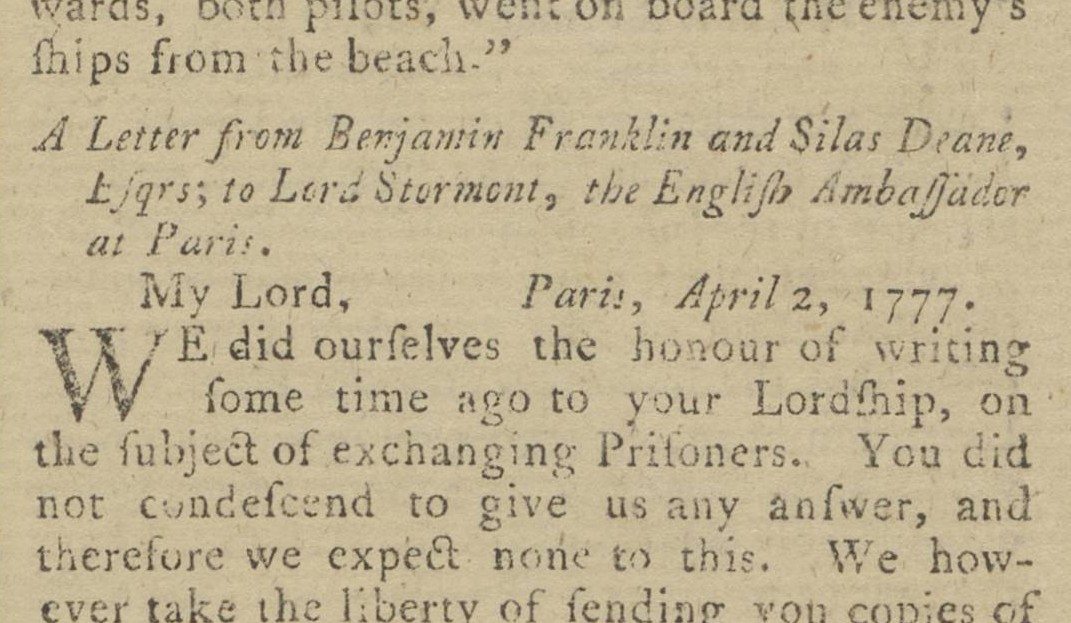 wards, both pilots, went on board the enemy's
ſhips from the beach."
A Letter from Benjamin Franklin and Silas Deane,
Eſqrs; to Lord Stormont, the Engliſh Ambaſſador
at Paris.
My Lord, Paris, April 2, 1777.
WE did ourſelves the honour of writing
ſome time ago to your Lordſhip, on
the ſubject of exchanging Priſoners. You did
not condeſcend to give us any anſwer, and
therefore we expect none to this. We how-
ever take the liberty of ſending you copies of